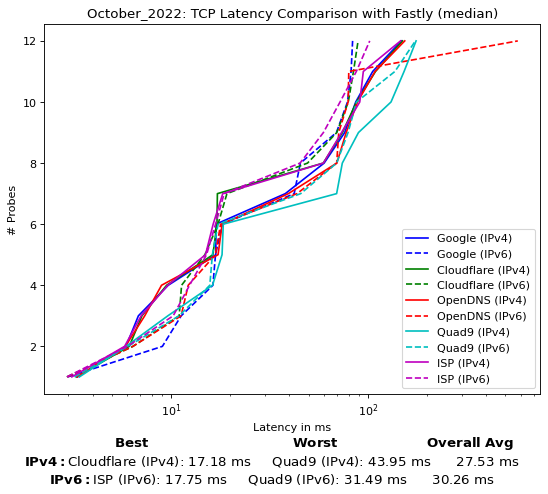 October_2022: TCP Latency Comparison with Fastly (median)
12
10
8
6
4
2
# Probes
Google (IPv4)
Google (IPv6)
Cloudflare (IPv4)
Cloudflare (IPv6)
OpenDNS (IPv4)
OpenDNS (IPv6)
Quad9 (IPv4)
Quad9 (IPv6)
ISP (IPv4)
ISP (IPv6)
10¹ 10²
Latency in ms
Best Worst Overall Avg
IPv4: Cloudflare (IPv4): 17.18 ms Quad9 (IPv4): 43.95 ms 27.53 ms
IPv6: ISP (IPv6): 17.75 ms Quad9 (IPv6): 31.49 ms 30.26 ms